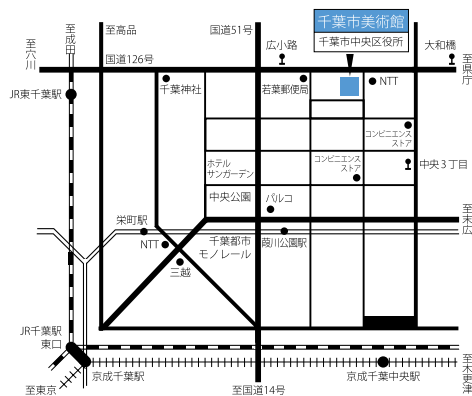 千葉市美術館
千葉市中央区役所
至高品
国道51号
至成田
至穴川
国道126号
広小路
大和橋
至県庁
JR東千葉駅
千葉神社
若葉郵便局
NTT
コンビニエンス
ストア
ホテル
サンガーデン
コンビニエンス
ストア
中央3丁目
中央公園
パルコ
至末広
栄町駅
NTT
千葉都市
モノレール
葭川公園駅
三越
JR千葉駅
東口
京成千葉駅
京成千葉中央駅
至木更津
至東京
至国道14号